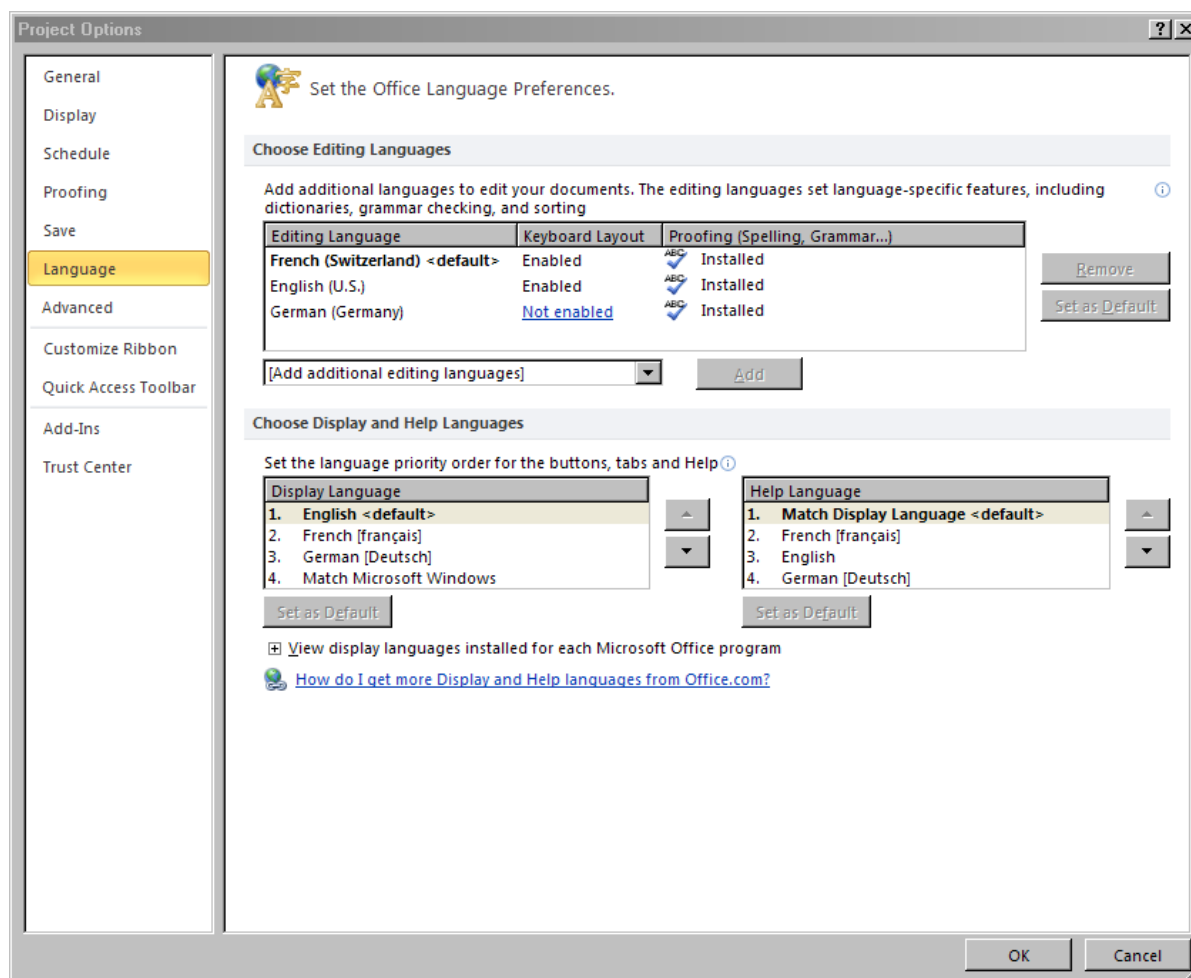 Project Options
General
Display
Schedule
Proofing
Save
Language
Advanced
Customize Ribbon
Quick Access Toolbar
Add-Ins
Trust Center
Set the Office Language Preferences.
Choose Editing Languages
Add additional languages to edit your documents. The editing languages set language-specific features, including
dictionaries, grammar checking, and sorting
Editing Language Keyboard Layout Proofing (Spelling, Grammar...)
French (Switzerland) <default> Enabled ABC Installed
English (U.S.) Enabled ABC Installed
German (Germany) Not enabled ABC Installed
Remove
Set as Default
[Add additional editing languages] Add
Choose Display and Help Languages
Set the language priority order for the buttons, tabs and Help
Display Language
1. English <default>
2. French [français]
3. German [Deutsch]
4. Match Microsoft Windows
Set as Default
Help Language
1. Match Display Language <default>
2. French [français]
3. English
4. German [Deutsch]
Set as Default
View display languages installed for each Microsoft Office program
How do I get more Display and Help languages from Office.com?
OK Cancel